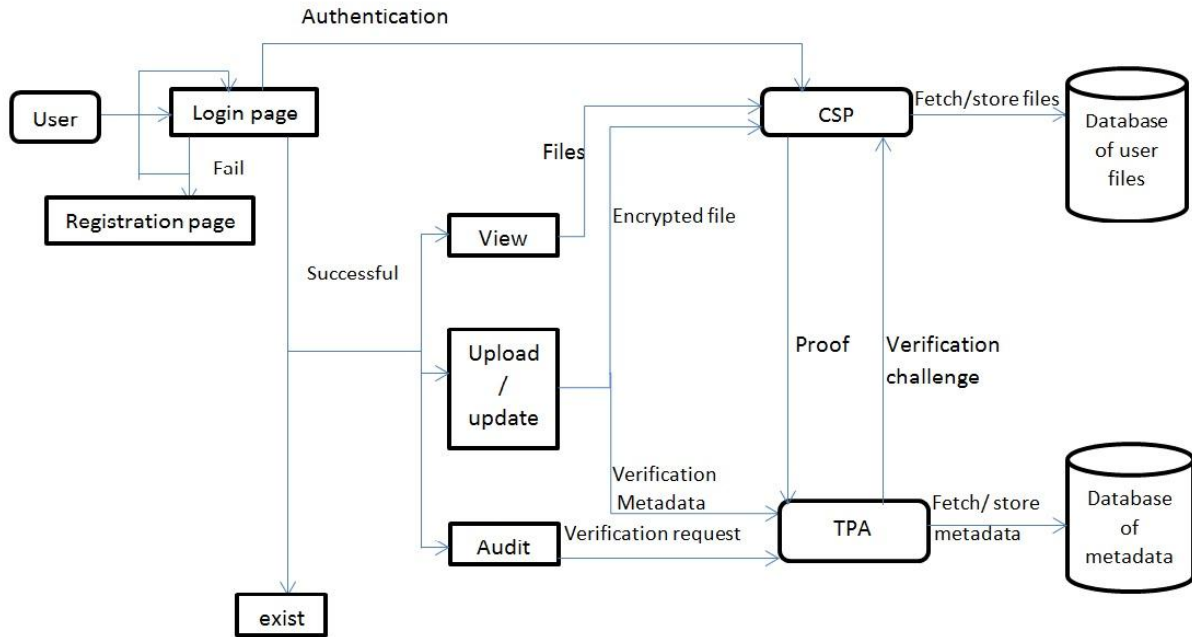 Authentication
User
Login page
CSP
Fetch/store files
Database
of user
files
Fail
Files
Registration page
Encrypted file
View
Successful
Upload
/
update
Proof
Verification
challenge
Verification
Metadata
Audit
Verification request
TPA
Fetch/ store
metadata
Database
of
metadata
exist